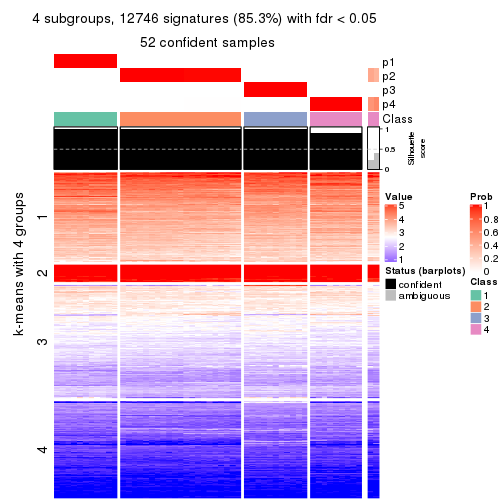 4 subgroups, 12746 signatures (85.3%) with fdr < 0.05
52 confident samples
p1
p2
p3
p4
Class
1
0.5
0
Silhouette
score
k-means with 4 groups
1
2
3
4
Value
5
4
3
2
1
Status (barplots)
confident
ambiguous
Prob
1
0.8
0.6
0.4
0.2
0
Class
1
2
3
4